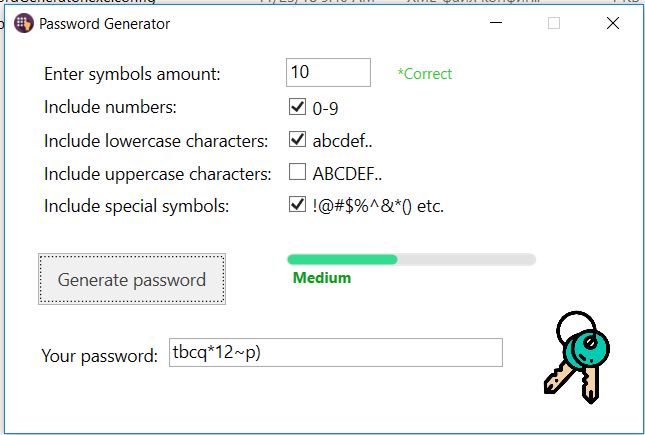 Password Generator
Enter symbols amount: 10 *Correct
Include numbers: 0-9
Include lowercase characters: abcdef..
Include uppercase characters: ABCDEF..
Include special symbols: !@#$%^&*() etc.
Generate password
Medium
Your password: tbcq*12~p)